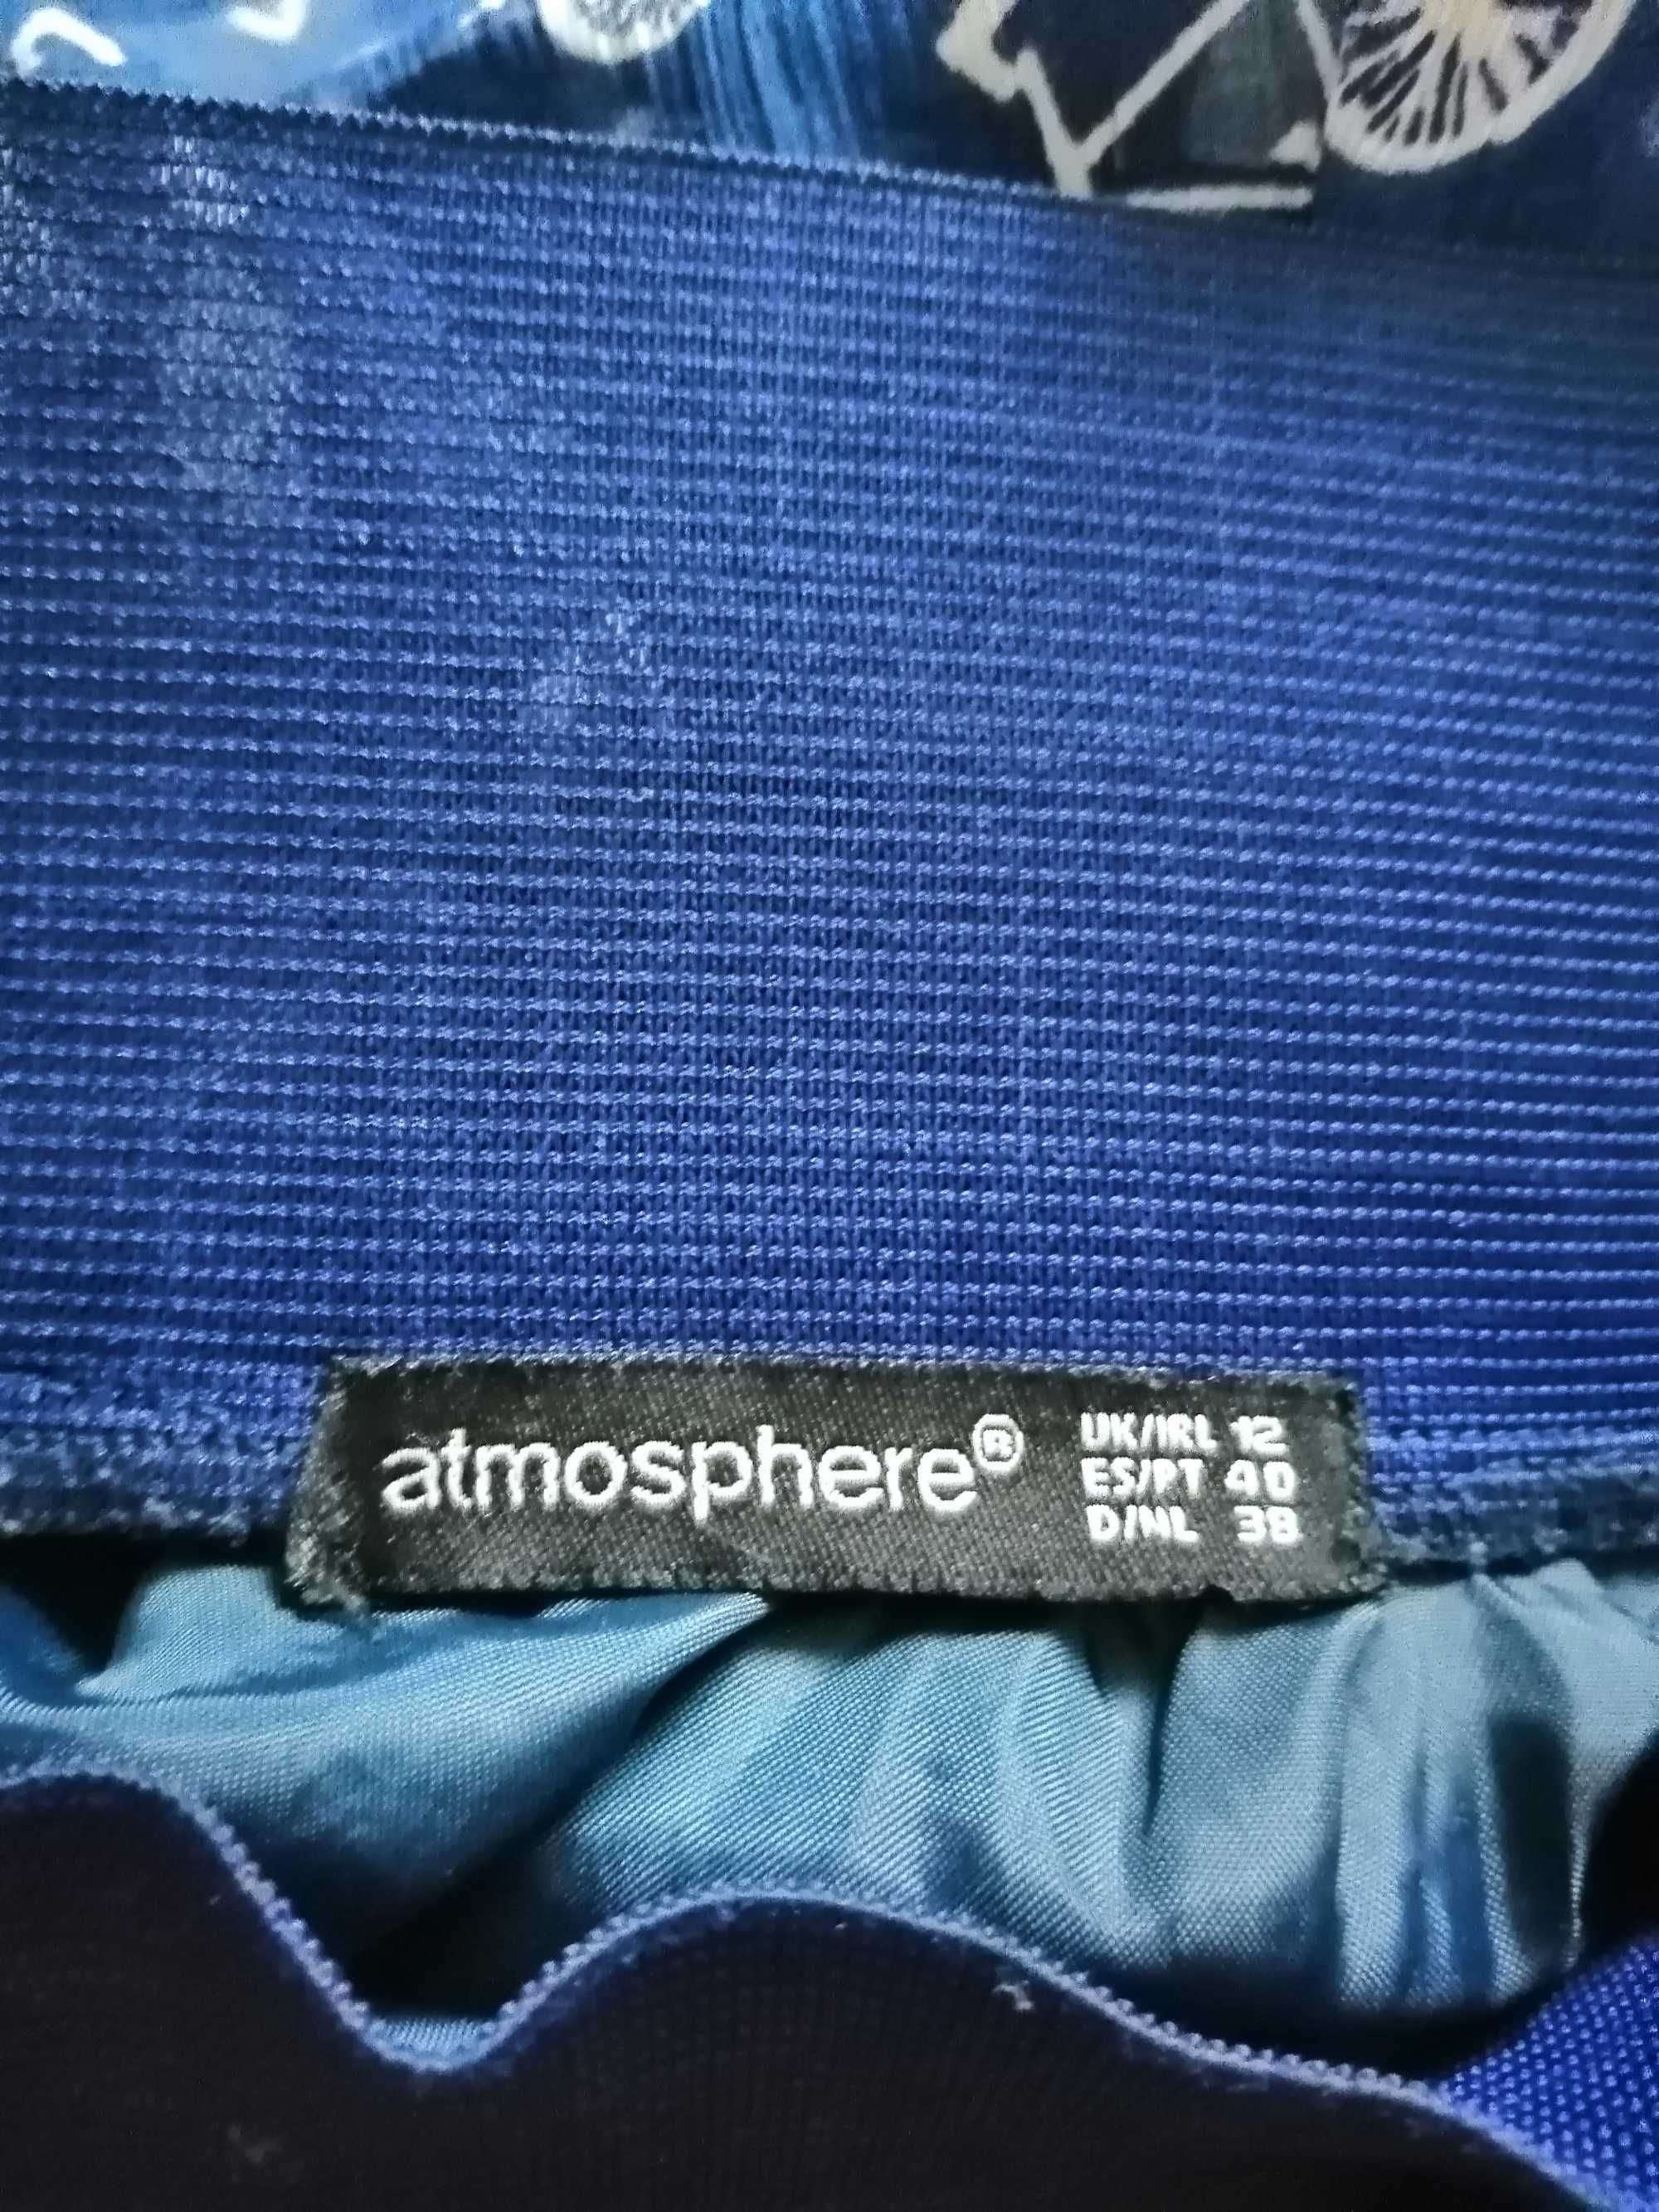 atmosphere®
UK/IRL 12
ES/PT 40
D/NL 38